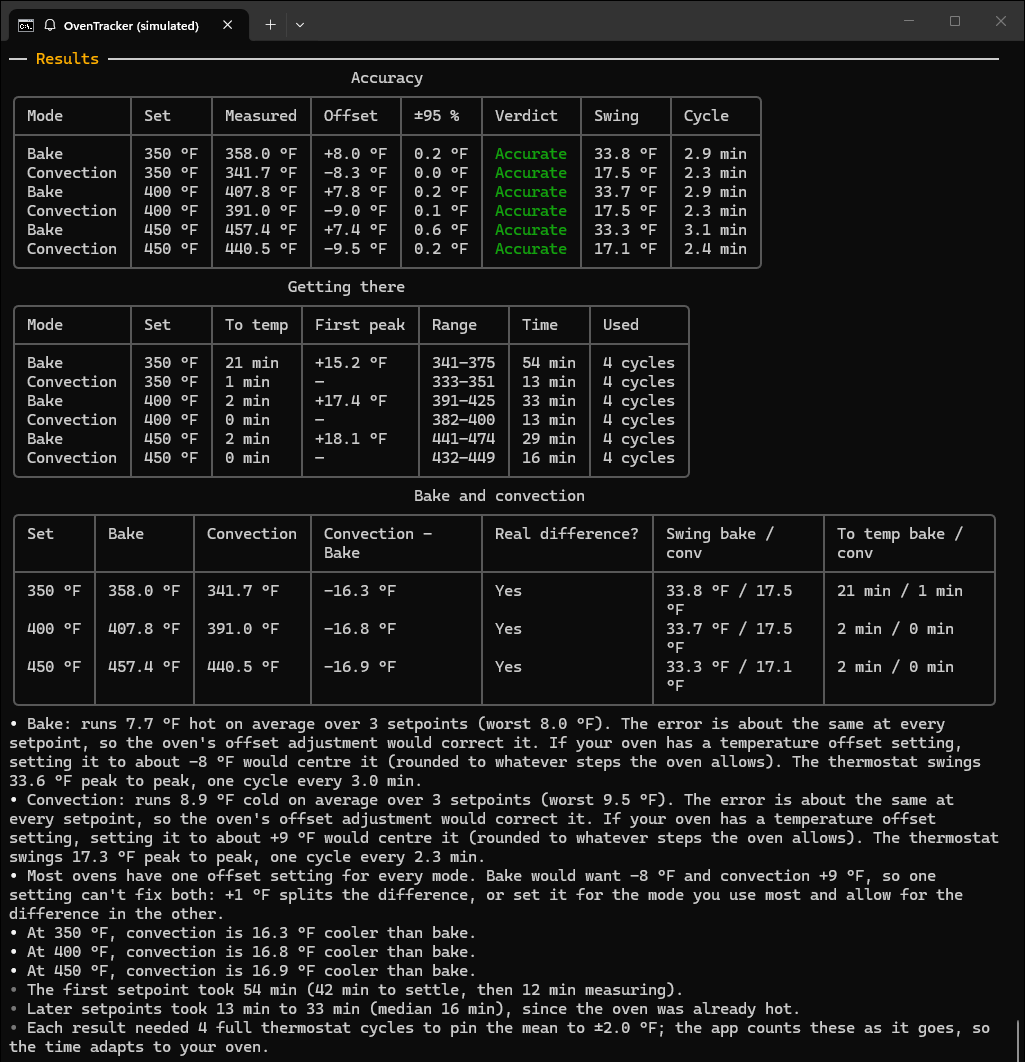 OvenTracker (simulated)
Results
Accuracy
Mode Set Measured Offset ±95 % Verdict Swing Cycle
Bake 350 °F 358.0 °F +8.0 °F 0.2 °F Accurate 33.8 °F 2.9 min
Convection 350 °F 341.7 °F −8.3 °F 0.0 °F Accurate 17.5 °F 2.3 min
Bake 400 °F 407.8 °F +7.8 °F 0.2 °F Accurate 33.7 °F 2.9 min
Convection 400 °F 391.0 °F −9.0 °F 0.1 °F Accurate 17.5 °F 2.3 min
Bake 450 °F 457.4 °F +7.4 °F 0.6 °F Accurate 33.3 °F 3.1 min
Convection 450 °F 440.5 °F −9.5 °F 0.2 °F Accurate 17.1 °F 2.4 min
Getting there
Mode Set To temp First peak Range Time Used
Bake 350 °F 21 min +15.2 °F 341–375 54 min 4 cycles
Convection 350 °F 1 min – 333–351 13 min 4 cycles
Bake 400 °F 2 min +17.4 °F 391–425 33 min 4 cycles
Convection 400 °F 0 min – 382–400 13 min 4 cycles
Bake 450 °F 2 min +18.1 °F 441–474 29 min 4 cycles
Convection 450 °F 0 min – 432–449 16 min 4 cycles
Bake and convection
Set Bake Convection Convection − Real difference? Swing bake / To temp bake /
Bake conv conv
350 °F 358.0 °F 341.7 °F −16.3 °F Yes 33.8 °F / 17.5 21 min / 1 min
°F
400 °F 407.8 °F 391.0 °F −16.8 °F Yes 33.7 °F / 17.5 2 min / 0 min
°F
450 °F 457.4 °F 440.5 °F −16.9 °F Yes 33.3 °F / 17.1 2 min / 0 min
°F
• Bake: runs 7.7 °F hot on average over 3 setpoints (worst 8.0 °F). The error is about the same at every
setpoint, so the oven's offset adjustment would correct it. If your oven has a temperature offset setting,
setting it to about −8 °F would centre it (rounded to whatever steps the oven allows). The thermostat swings
33.6 °F peak to peak, one cycle every 3.0 min.
• Convection: runs 8.9 °F cold on average over 3 setpoints (worst 9.5 °F). The error is about the same at
every setpoint, so the oven's offset adjustment would correct it. If your oven has a temperature offset
setting, setting it to about +9 °F would centre it (rounded to whatever steps the oven allows). The thermostat
swings 17.3 °F peak to peak, one cycle every 2.3 min.
• Most ovens have one offset setting for every mode. Bake would want −8 °F and convection +9 °F, so one
setting can't fix both: +1 °F splits the difference, or set it for the mode you use most and allow for the
difference in the other.
• At 350 °F, convection is 16.3 °F cooler than bake.
• At 400 °F, convection is 16.8 °F cooler than bake.
• At 450 °F, convection is 16.9 °F cooler than bake.
• The first setpoint took 54 min (42 min to settle, then 12 min measuring).
• Later setpoints took 13 min to 33 min (median 16 min), since the oven was already hot.
• Each result needed 4 full thermostat cycles to pin the mean to ±2.0 °F; the app counts these as it goes, so
the time adapts to your oven.